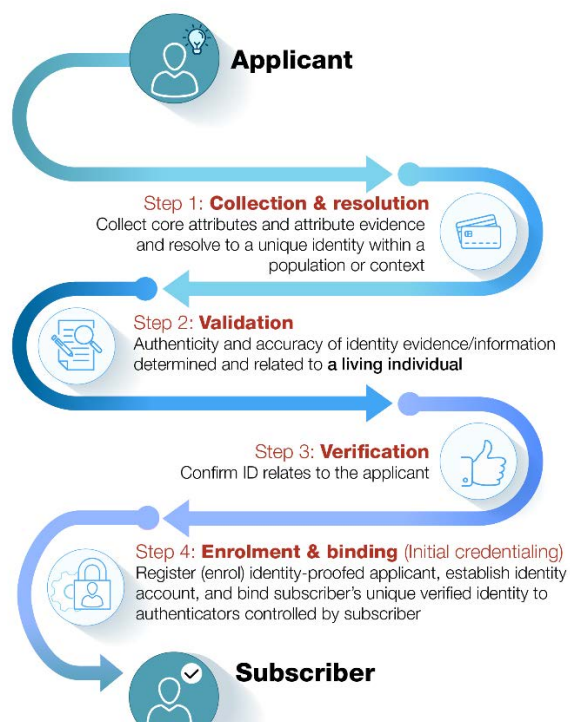 Applicant
Step 1: Collection & resolution
Collect core attributes and attribute evidence
and resolve to a unique identity within a
population or context
Step 2: Validation
Authenticity and accuracy of identity evidence/information
determined and related to a living individual
Step 3: Verification
Confirm ID relates to the applicant
Step 4: Enrolment & binding (Initial credentialing)
Register (enrol) identity-proofed applicant, establish identity
account, and bind subscriber's unique verified identity to
authenticators controlled by subscriber
Subscriber